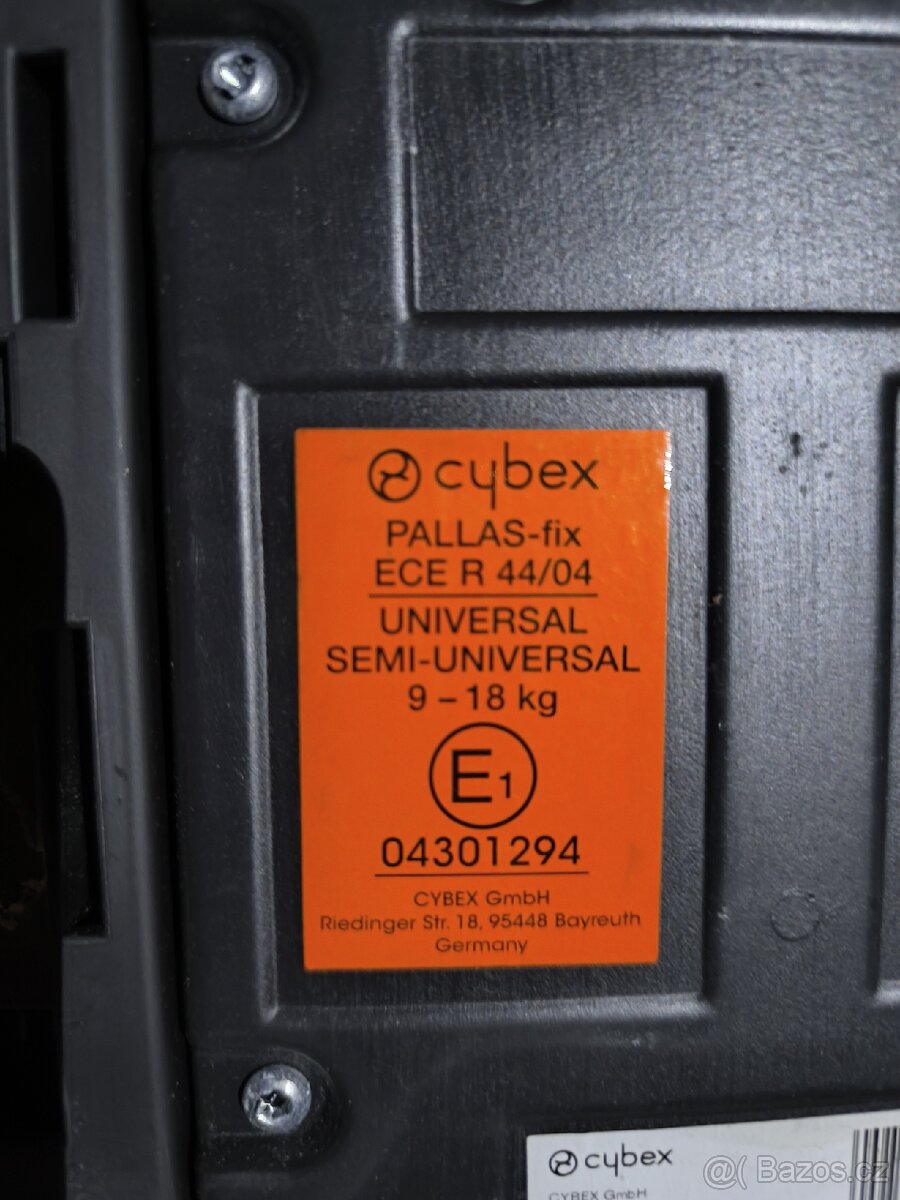 cybex
PALLAS-fix
ECE R 44/04
UNIVERSAL
SEMI-UNIVERSAL
9 – 18 kg
E1
04301294
CYBEX GmbH
Riedinger Str. 18, 95448 Bayreuth
Germany
cybex
CYBEX GmbH
@( Bazos.cz